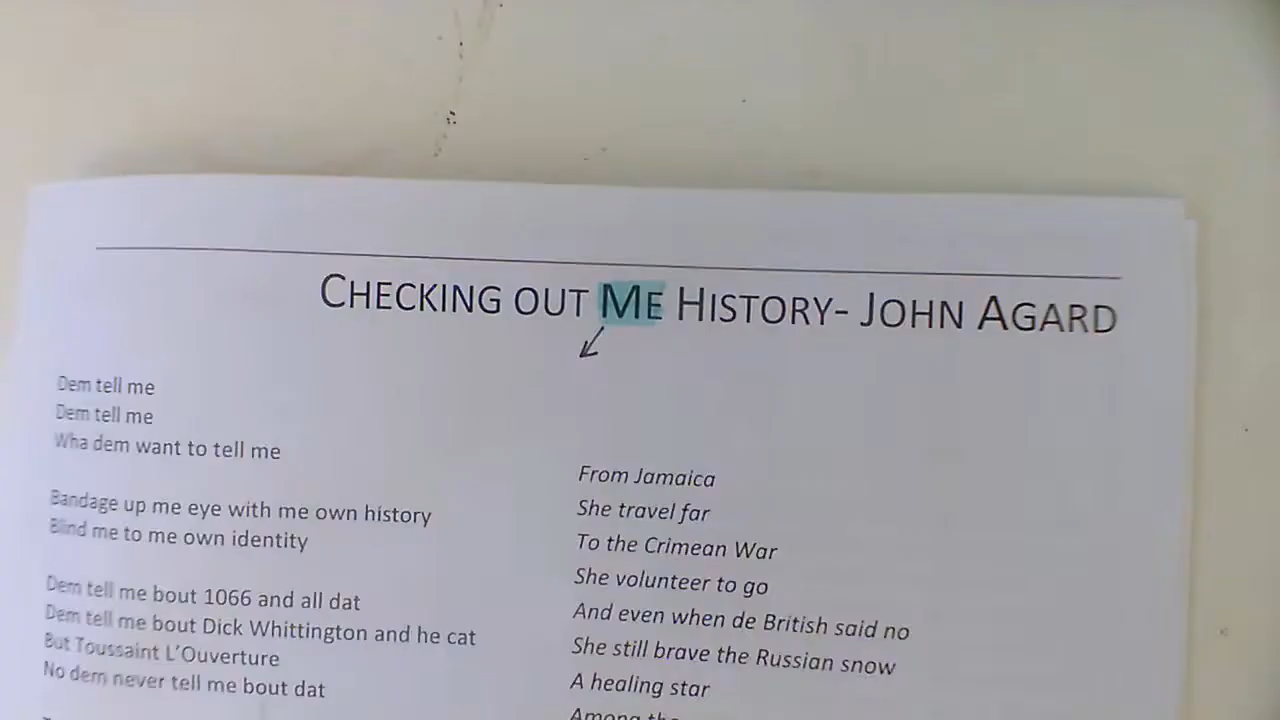 CHECKING OUT ME HISTORY- JOHN AGARD
Dem tell me
Dem tell me
Wha dem want to tell me
Bandage up me eye with me own history
Blind me to me own identity
Dem tell me bout 1066 and all dat
Dem tell me bout Dick Whittington and he cat
But Toussaint L'Ouverture
No dem never tell me bout dat
From Jamaica
She travel far
To the Crimean War
She volunteer to go
And even when de British said no
She still brave the Russian snow
A healing star
Among the